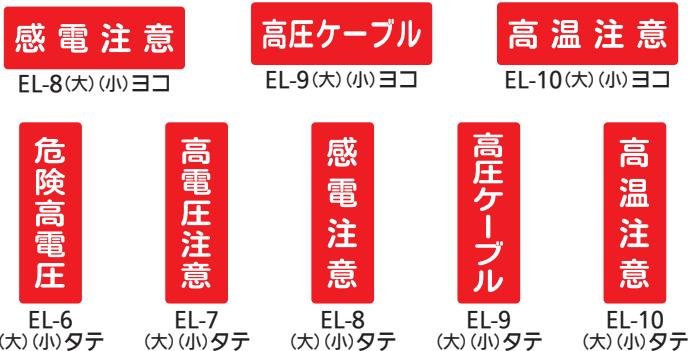 感電注意
EL-8(大)(小)ヨコ
高圧ケーブル
EL-9(大)(小)ヨコ
高温注意
EL-10(大)(小)ヨコ
危険高電圧
EL-6
(大)(小)タテ
高電圧注意
EL-7
(大)(小)タテ
感電注意
EL-8
(大)(小)タテ
高圧ケーブル
EL-9
(大)(小)タテ
高温注意
EL-10
(大)(小)タテ